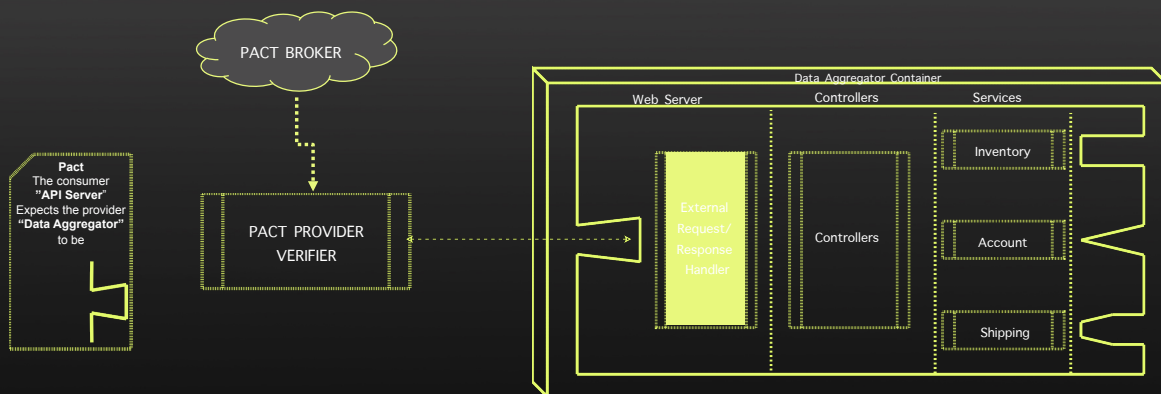 PACT BROKER
Pact
The consumer
”API Server”
Expects the provider
“Data Aggregator”
to be
PACT PROVIDER
VERIFIER
Data Aggregator Container
Web Server
Controllers
Services
External
Request/
Response
Handler
Controllers
Inventory
Account
Shipping